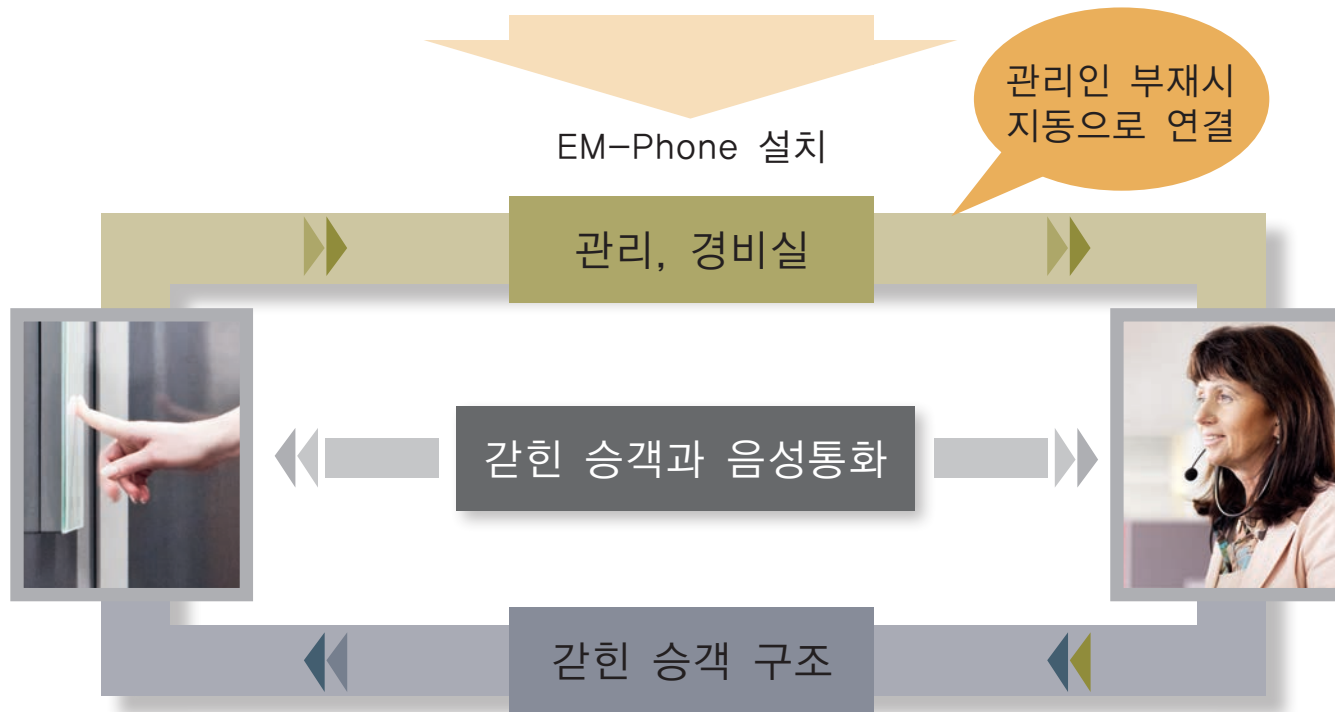 관리인 부재시
지동으로 연결
EM-Phone 설치
관리, 경비실
갇힌 승객과 음성통화
갇힌 승객 구조